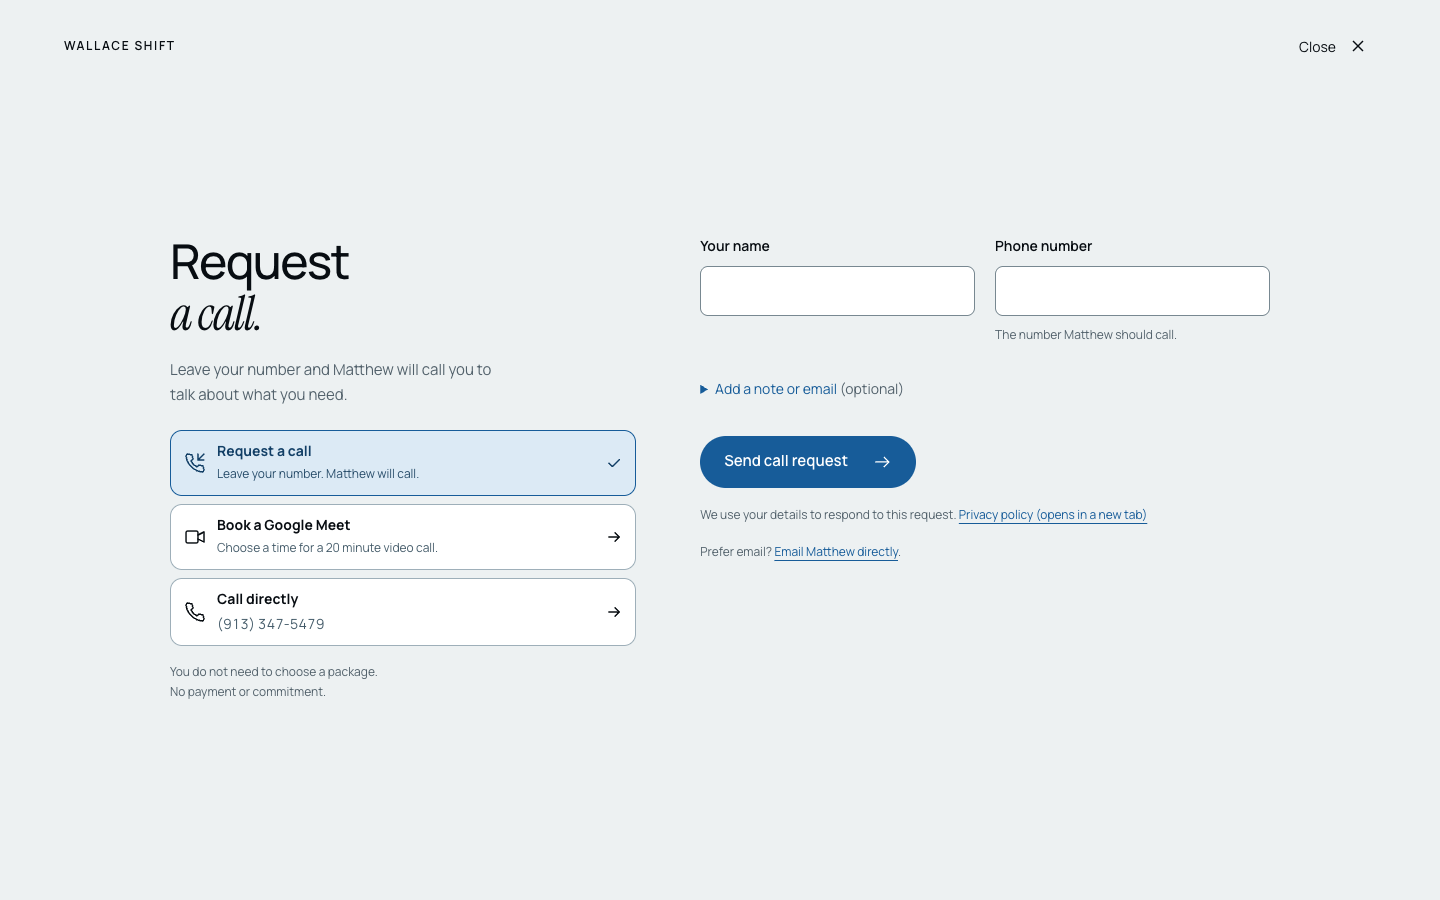 WALLACE SHIFT
Close
Request
a call.
Leave your number and Matthew will call you to
talk about what you need.
Request a call
Leave your number. Matthew will call.
Book a Google Meet
Choose a time for a 20 minute video call.
Call directly
(913) 347-5479
You do not need to choose a package.
No payment or commitment.
Your name
Phone number
The number Matthew should call.
Add a note or email (optional)
Send call request
We use your details to respond to this request. Privacy policy (opens in a new tab)
Prefer email? Email Matthew directly.